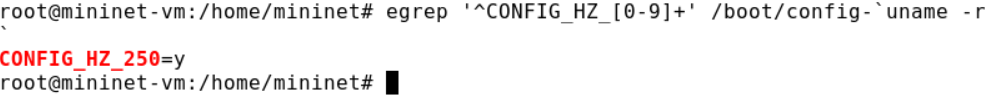 root@mininet-vm:/home/mininet# egrep '^CONFIG_HZ_[0-9]+' /boot/config-`uname -r
`
CONFIG_HZ_250=y
root@mininet-vm:/home/mininet#